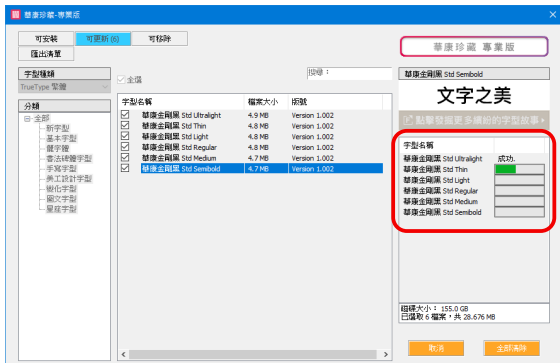 華康珍藏-專業版
可安裝
可更新 (6)
可移除
匯出清單
華康珍藏 專業版
字型種類
TrueType 繁體
全選
搜尋：
分類
全部
新字型
基本字型
儷字體
書法碑體字型
手寫字型
美工設計字型
變化字型
圖文字型
星座字型
字型名稱 檔案大小 版號
華康金剛黑 Std Ultralight 4.9 MB Version 1.002
華康金剛黑 Std Thin 4.8 MB Version 1.002
華康金剛黑 Std Light 4.8 MB Version 1.002
華康金剛黑 Std Regular 4.8 MB Version 1.002
華康金剛黑 Std Medium 4.7 MB Version 1.002
華康金剛黑 Std Semibold 4.7 MB Version 1.002
華康金剛黑 Std Semibold
文字之美
點擊發掘更多繽紛的字型故事
字型名稱
華康金剛黑 Std Ultralight 成功.
華康金剛黑 Std Thin
華康金剛黑 Std Light
華康金剛黑 Std Regular
華康金剛黑 Std Medium
華康金剛黑 Std Semibold
磁碟大小： 155.0 GB
已選取 6 檔案，共 28.676 MB
取消
全部清除